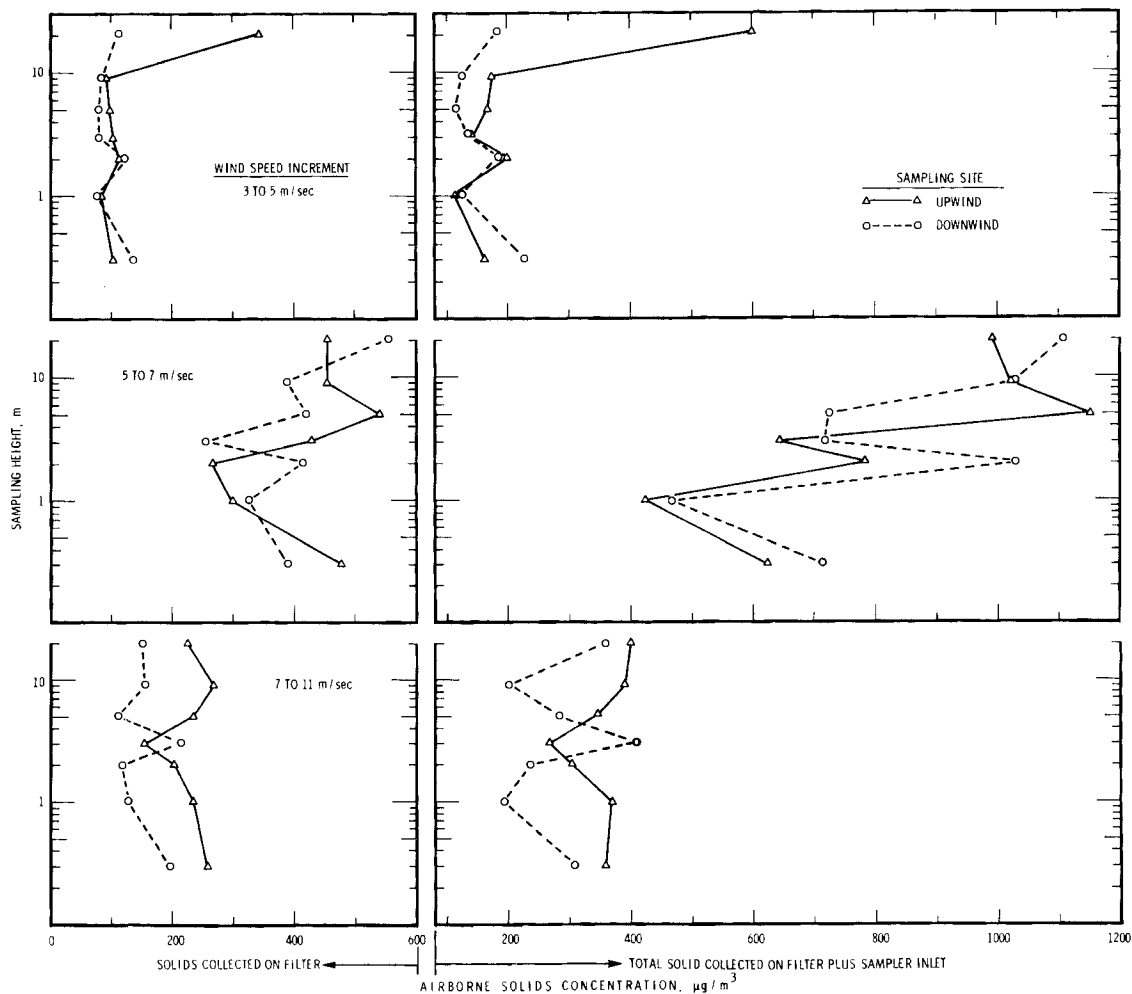 10
1
WIND SPEED INCREMENT
3 TO 5 m/sec
SAMPLING SITE
UPWIND
DOWNWIND
SAMPLING HEIGHT, m
10
1
5 TO 7 m/sec
10
1
7 TO 11 m/sec
0 200 400 600 200 400 600 800 1000 1200
SOLIDS COLLECTED ON FILTER
TOTAL SOLID COLLECTED ON FILTER PLUS SAMPLER INLET
AIRBORNE SOLIDS CONCENTRATION, μg/m³